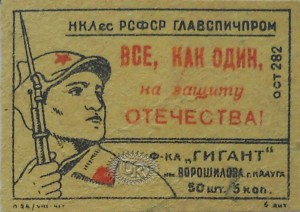 НКЛес РСФСР ГЛАВСПИЧПРОМ
ВСЕ, КАК ОДИН,
на защиту
ОТЕЧЕСТВА!
ОСТ 282
Ф-КА „ГИГАНТ"
им. ВОРОШИЛОВА г. КАЛУГА
50 шт. 5 коп.